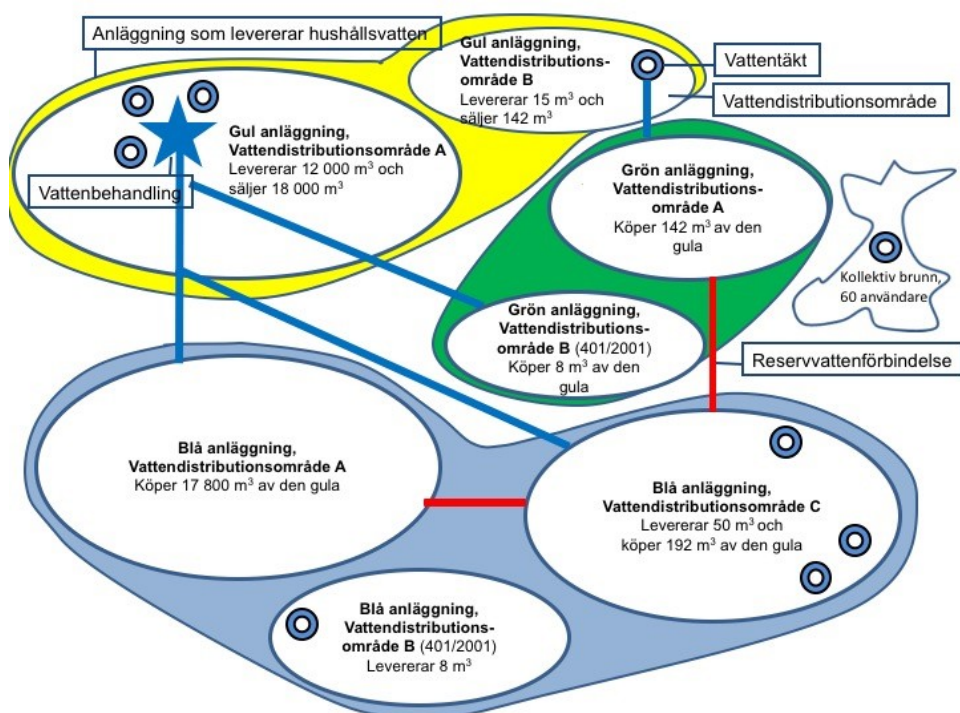 Anläggning som levererar hushållsvatten
Gul anläggning,
Vattendistributions-
område B
Levererar 15 m³ och
säljer 142 m³
Vattentäkt
Vattendistributionsområde
Gul anläggning,
Vattendistributionsområde A
Levererar 12 000 m³ och
säljer 18 000 m³
Vattenbehandling
Grön anläggning,
Vattendistributions-
område A
Köper 142 m³ av den
gula
Kollektiv brunn,
60 användare
Grön anläggning,
Vattendistributions-
område B (401/2001)
Köper 8 m³ av den
gula
Reservvattenförbindelse
Blå anläggning,
Vattendistributionsområde A
Köper 17 800 m³ av den gula
Blå anläggning,
Vattendistributionsområde C
Levererar 50 m³ och
köper 192 m³ av den gula
Blå anläggning,
Vattendistributions-
område B (401/2001)
Levererar 8 m³